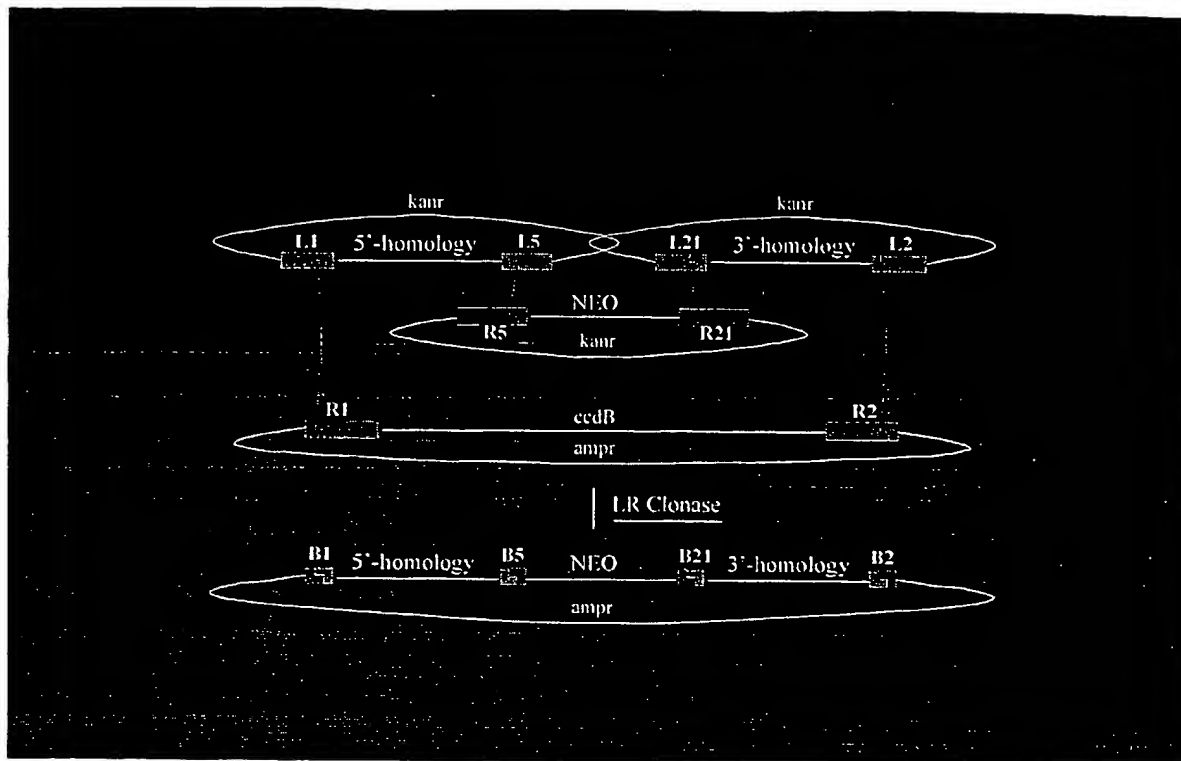 kanr kanr
L1 5'-homology L5 L21 3'-homology L2
NEO
R5 R21
kanr
R1 ccdB R2
ampr
LR Clonase
B1 5'-homology B5 NEO B21 3'-homology B2
ampr